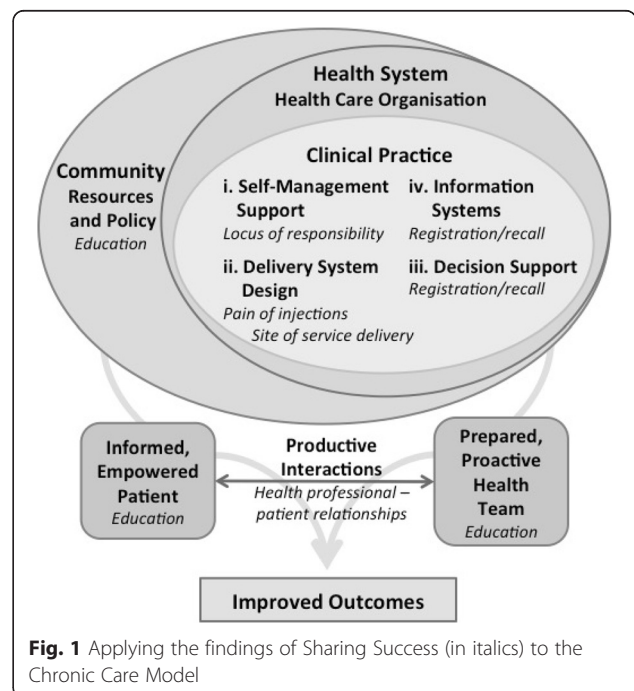 Health System
Health Care Organisation
Community
Resources
and Policy
Education
Clinical Practice
i. Self-Management
Support
Locus of responsibility
ii. Delivery System
Design
Pain of injections
Site of service delivery
iv. Information
Systems
Registration/recall
iii. Decision Support
Registration/recall
Informed,
Empowered
Patient
Education
Productive
Interactions
Health professional –
patient relationships
Prepared,
Proactive
Health
Team
Education
Improved Outcomes
Fig. 1 Applying the findings of Sharing Success (in italics) to the
Chronic Care Model